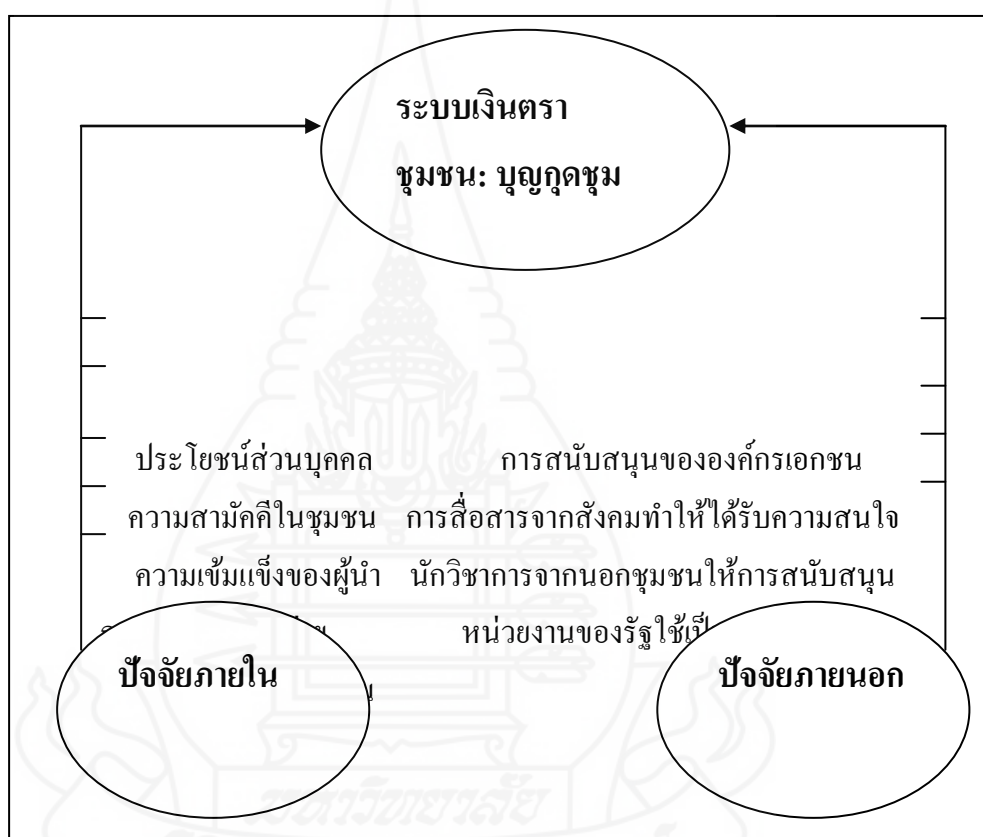 ระบบเงินตรา
ชุมชน: บุญกุดชุม
ประโยชน์ส่วนบุคคล การสนับสนุนขององค์กรเอกชน
ความสามัคคีในชุมชน การสื่อสารจากสังคมทำให้ได้รับความสนใจ
ความเข้มแข็งของผู้นำ นักวิชาการจากนอกชุมชนให้การสนับสนุน
หน่วยงานของรัฐใช้
ปัจจัยภายใน ปัจจัยภายนอก
มหาวิทยาลัย